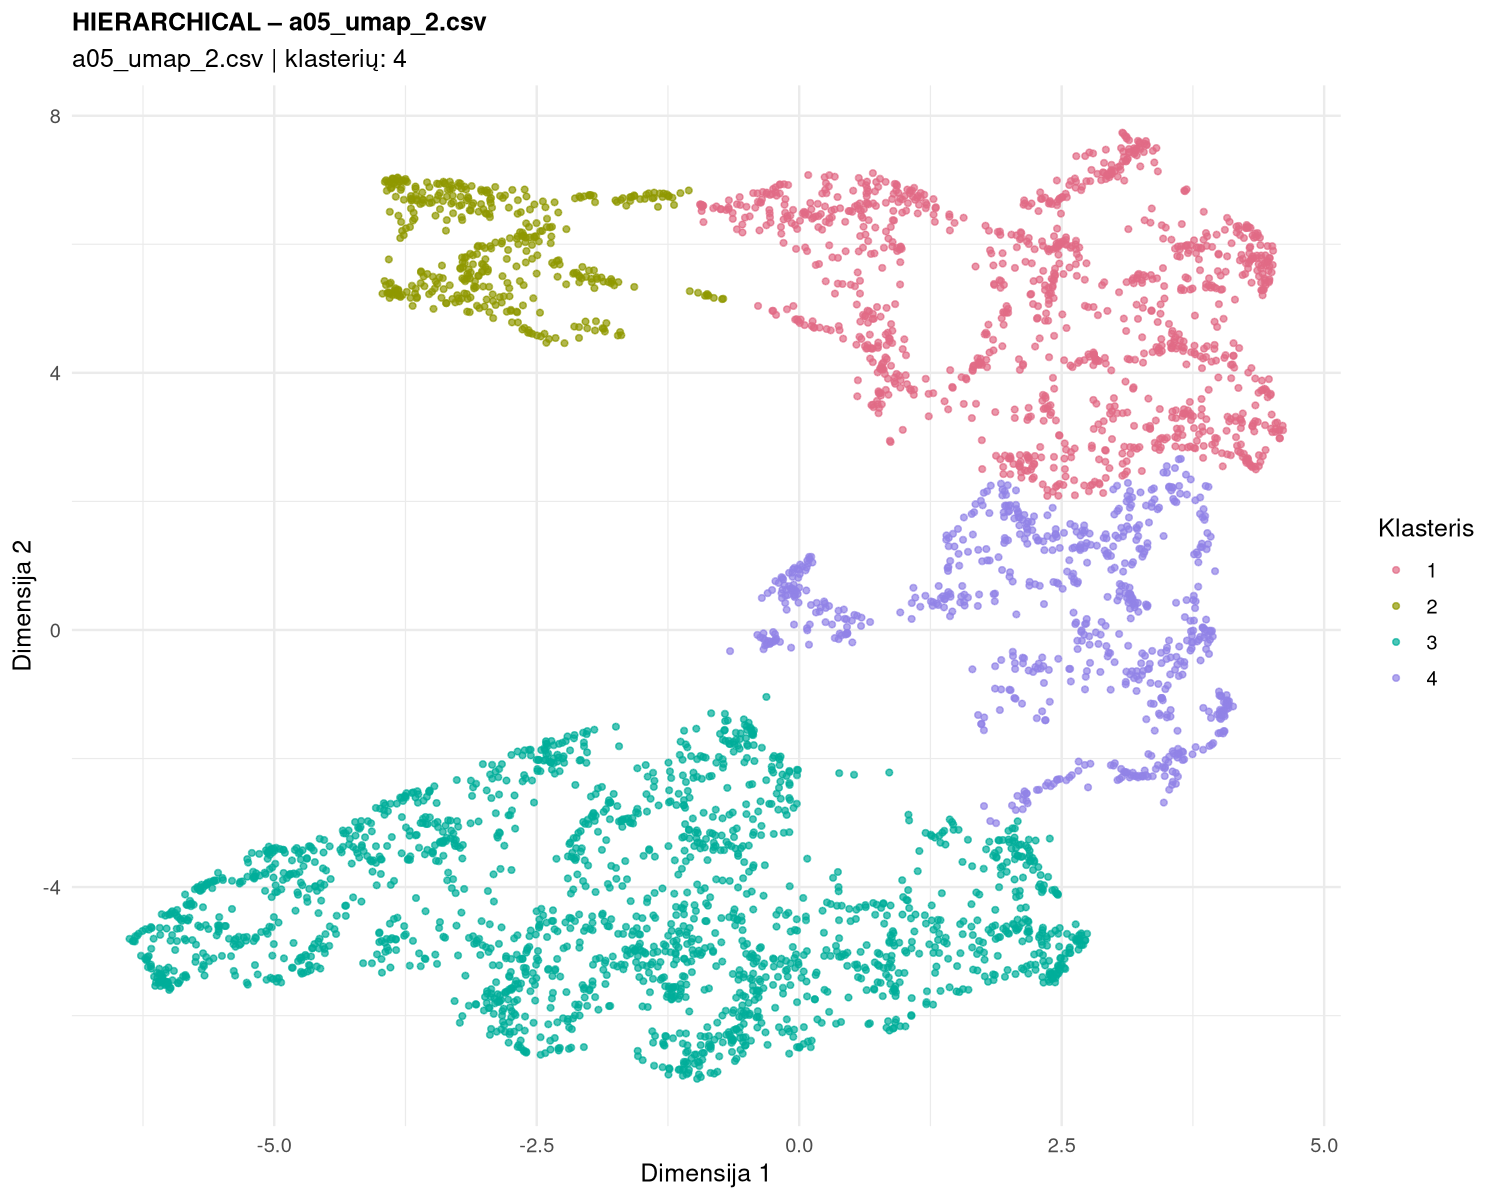 HIERARCHICAL – a05_umap_2.csv
a05_umap_2.csv | klasterių: 4
8
4
0
-4
Dimensija 2
-5.0
-2.5
0.0
2.5
5.0
Dimensija 1
Klasteris
1
2
3
4